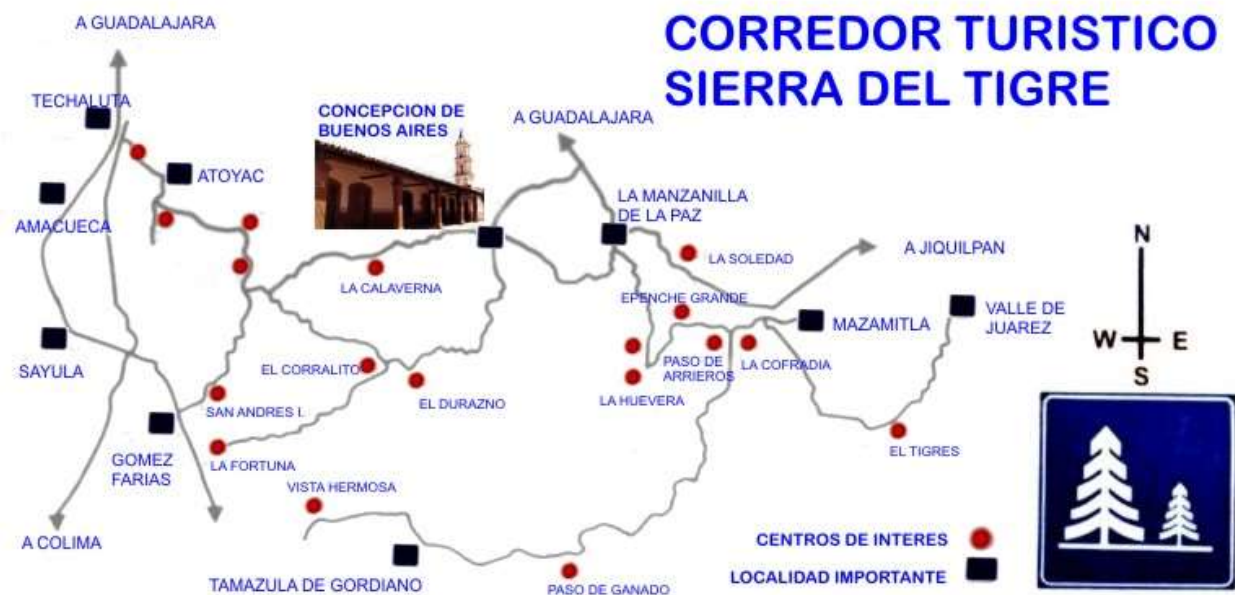 CORREDOR TURISTICO
SIERRA DEL TIGRE
A GUADALAJARA
TECHALUTA
CONCEPCION DE
BUENOS AIRES
A GUADALAJARA
ATOYAC
LA MANZANILLA
DE LA PAZ
AMACUECA
LA SOLEDAD
A JIQUILPAN
N
LA CALAVERNA
EPENCHE GRANDE
MAZAMITLA
VALLE DE
JUAREZ
W
E
S
SAYULA
EL CORRALITO
PASO DE
ARRIEROS
LA COFRADIA
EL DURAZNO
LA HUEVERA
SAN ANDRES I.
GOMEZ
FARIAS
LA FORTUNA
EL TIGRES
VISTA HERMOSA
A COLIMA
CENTROS DE INTERES
LOCALIDAD IMPORTANTE
TAMAZULA DE GORDIANO
PASO DE GANADO